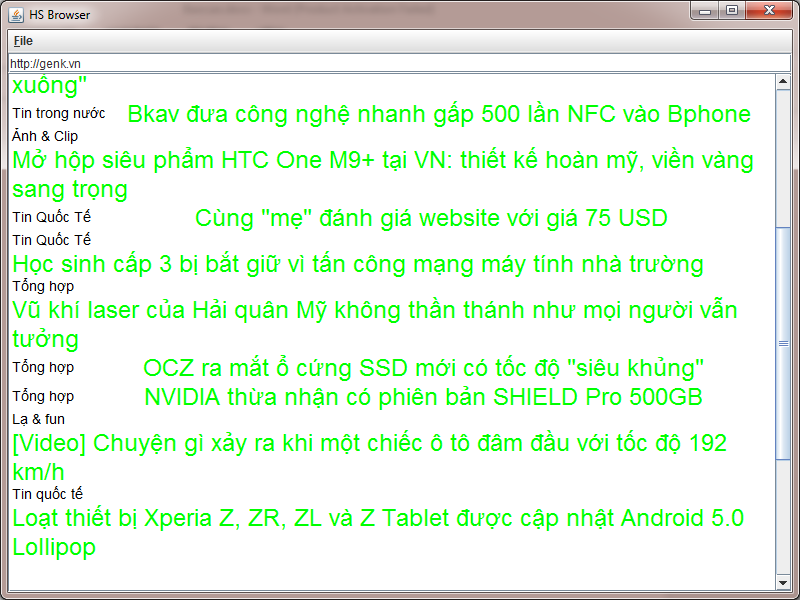 HS Browser
File
http://genk.vn
xuống"
Tin trong nước Bkav đưa công nghệ nhanh gấp 500 lần NFC vào Bphone
Ảnh & Clip
Mở hộp siêu phẩm HTC One M9+ tại VN: thiết kế hoàn mỹ, viền vàng
sang trọng
Tin Quốc Tế Cùng "mẹ" đánh giá website với giá 75 USD
Tin Quốc Tế
Học sinh cấp 3 bị bắt giữ vì tấn công mạng máy tính nhà trường
Tổng hợp
Vũ khí laser của Hải quân Mỹ không thần thánh như mọi người vẫn
tưởng
Tổng hợp OCZ ra mắt ổ cứng SSD mới có tốc độ "siêu khủng"
Tổng hợp NVIDIA thừa nhận có phiên bản SHIELD Pro 500GB
Lạ & fun
[Video] Chuyện gì xảy ra khi một chiếc ô tô đâm đầu với tốc độ 192
km/h
Tin quốc tế
Loạt thiết bị Xperia Z, ZR, ZL và Z Tablet được cập nhật Android 5.0
Lollipop